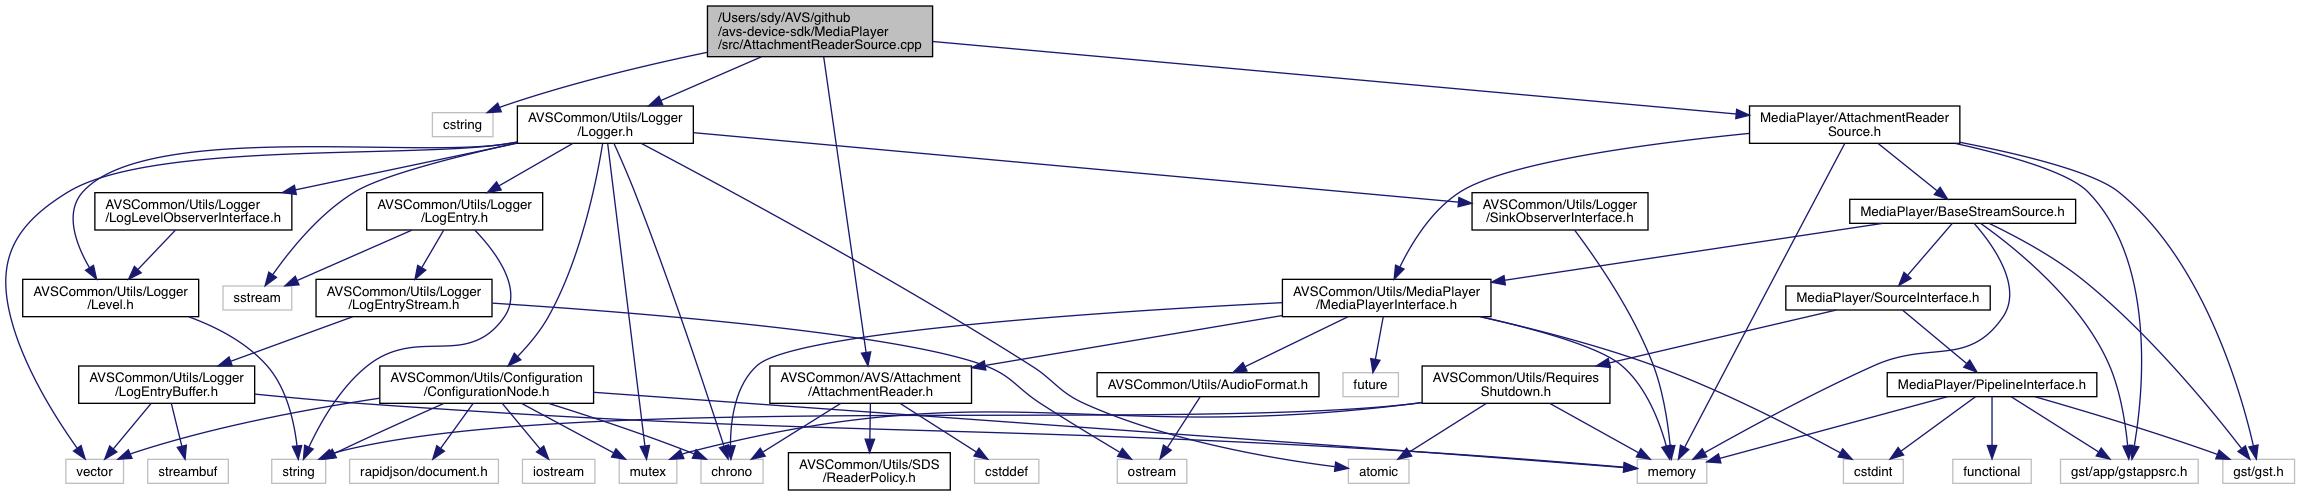 /Users/sdy/AVS/github
/avs-device-sdk/MediaPlayer
/src/AttachmentReaderSource.cpp
cstring
AVSCommon/Utils/Logger
/Logger.h
MediaPlayer/AttachmentReader
Source.h
AVSCommon/Utils/Logger
/LogLevelObserverInterface.h
AVSCommon/Utils/Logger
/LogEntry.h
AVSCommon/Utils/Logger
/SinkObserverInterface.h
MediaPlayer/BaseStreamSource.h
AVSCommon/Utils/Logger
/Level.h
sstream
AVSCommon/Utils/Logger
/LogEntryStream.h
AVSCommon/Utils/MediaPlayer
/MediaPlayerInterface.h
MediaPlayer/SourceInterface.h
AVSCommon/Utils/Logger
/LogEntryBuffer.h
AVSCommon/Utils/Configuration
/ConfigurationNode.h
AVSCommon/AVS/Attachment
/AttachmentReader.h
AVSCommon/Utils/AudioFormat.h
future
AVSCommon/Utils/Requires
Shutdown.h
MediaPlayer/PipelineInterface.h
vector
streambuf
string
rapidjson/document.h
iostream
mutex
chrono
AVSCommon/Utils/SDS
/ReaderPolicy.h
cstddef
ostream
atomic
memory
cstdint
functional
gst/app/gstappsrc.h
gst/gst.h